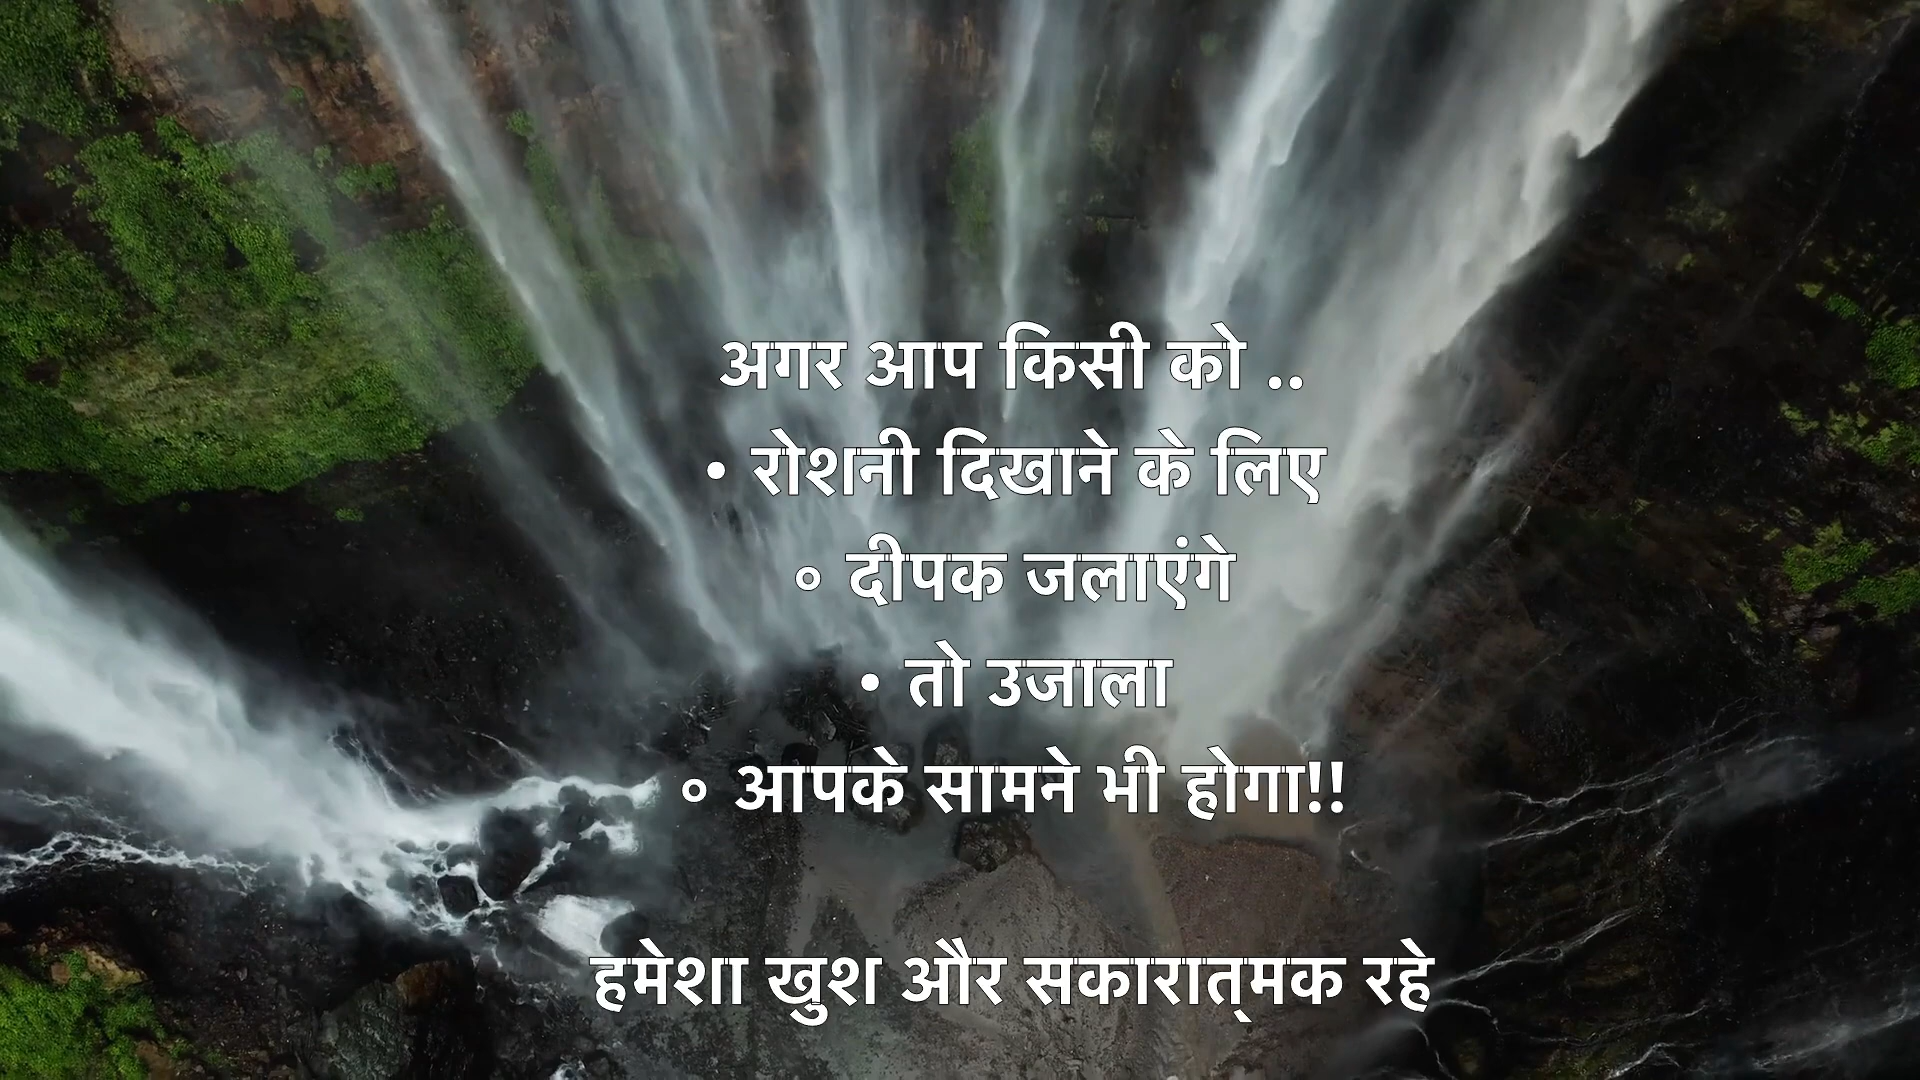 अगर आप किसी को ..
• रोशनी दिखाने के लिए
∘ दीपक जलाएंगे
• तो उजाला
∘ आपके सामने भी होगा!!
हमेशा खुश और सकारात्‌मक रहे